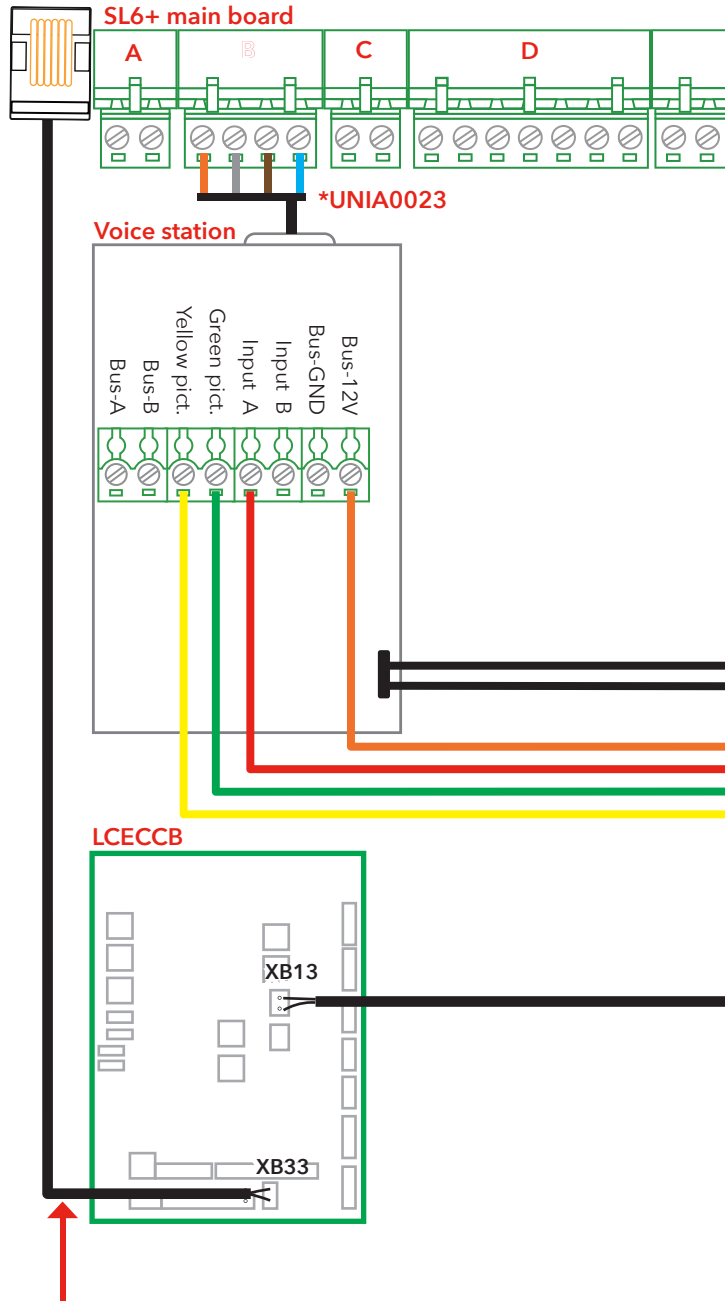 SL6+ main board
A
B
C
D
*UNIA0023
Voice station
Bus-A
Bus-B
Yellow pict.
Green pict.
Input A
Input B
Bus-GND
Bus-12V
LCECCB
XB13
XB33